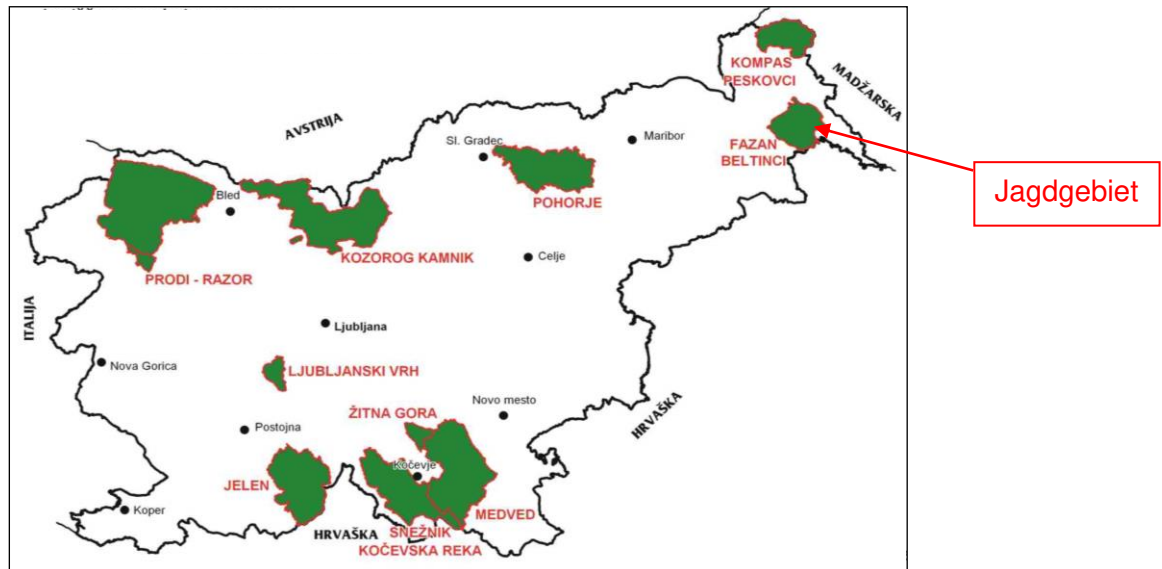 KOMPAS
PESKOVCI
MADŽARSKA
AVSTRIJA
Sl. Gradec
Maribor
FAZAN
BELTINCI
Jagdgebiet
Bled
POHORJE
KOZOROG KAMNIK
Celje
PRODI - RAZOR
ITALIJA
Ljubljana
Nova Gorica
LJUBLJANSKI VRH
Novo mesto
HRVAŠKA
ŽITNA GORA
Postojna
Kočevje
JELEN
Koper
MEDVED
SNEŽNIK
HRVAŠKA
KOČEVSKA REKA